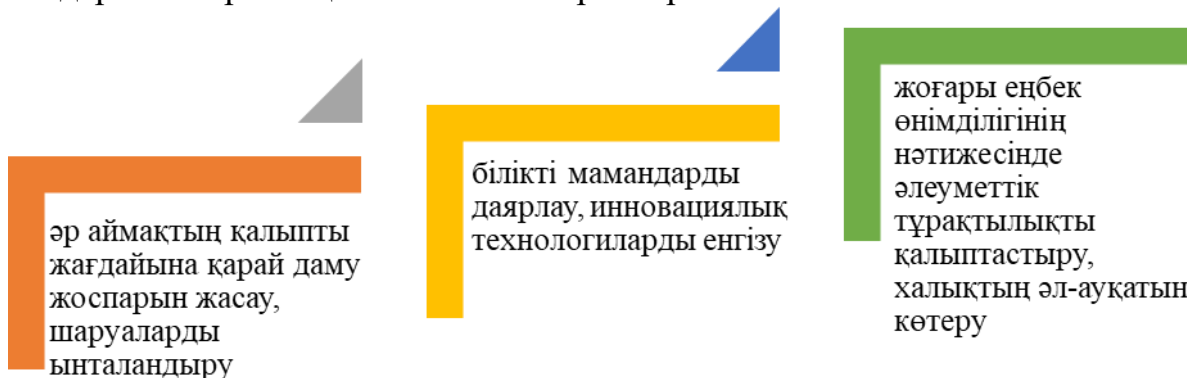 әр аймақтың қалыпты
жағдайына қарай даму
жоспарын жасау,
шаруаларды
ынталандыру
білікті мамандарды
даярлау, инновациялық
технологиларды енгізу
жоғары еңбек
өнімділігінің
нәтижесінде
әлеуметтік
тұрақтылықты
қалыптастыру,
халықтың әл-ауқатын
көтеру